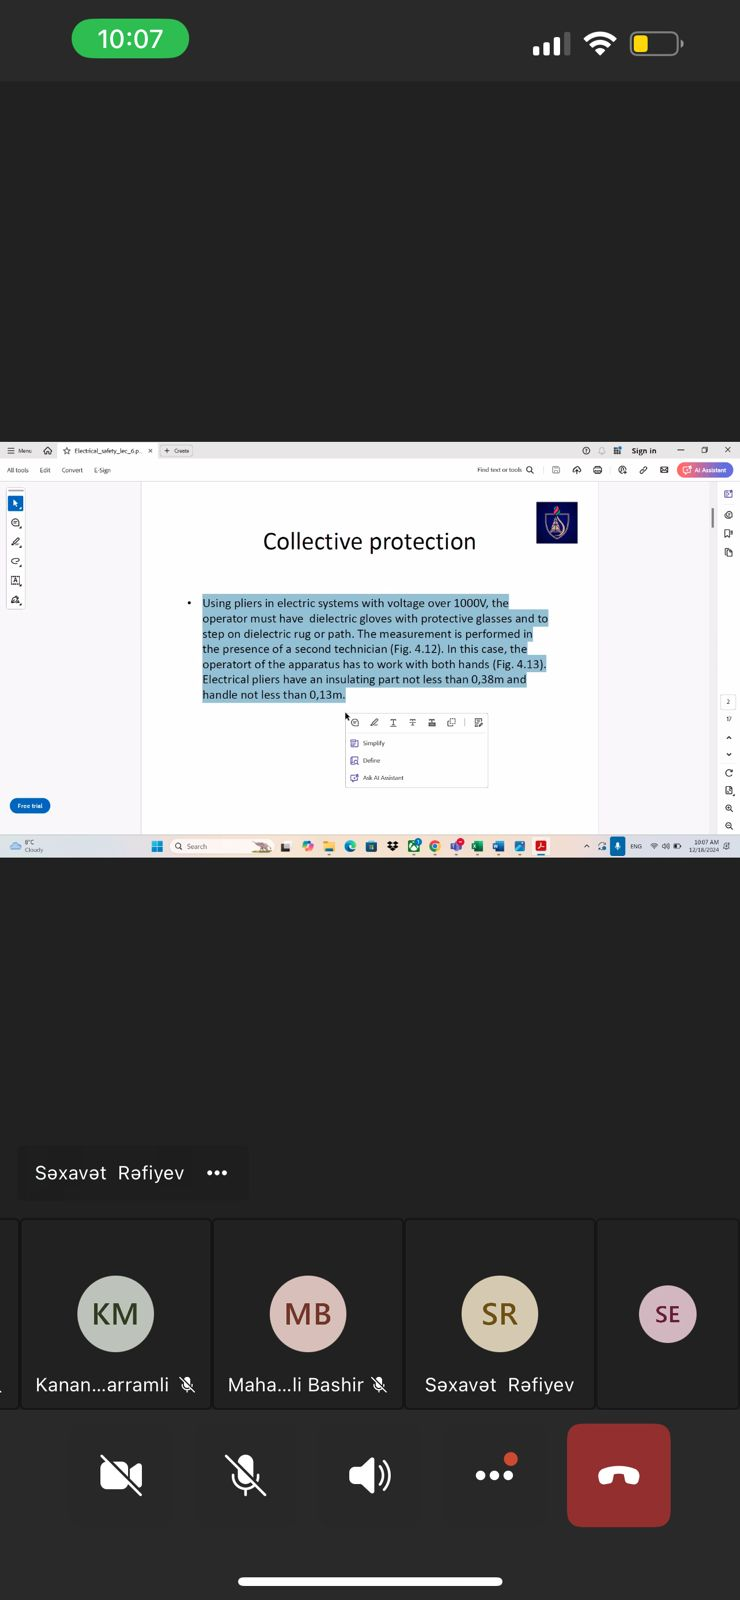 10:07
Menu
Electrical_safety_lec_6.p...
Create
Sign in
All tools
Edit
Convert
E-Sign
Find text or tools
AI Assistant
Collective protection
• Using pliers in electric systems with voltage over 1000V, the
operator must have dielectric gloves with protective glasses and to
step on dielectric rug or path. The measurement is performed in
the presence of a second technician (Fig. 4.12). In this case, the
operatort of the apparatus has to work with both hands (Fig. 4.13).
Electrical pliers have an insulating part not less than 0,38m and
handle not less than 0,13m.
Simplify
Define
Ask AI Assistant
2
17
Free trial
8°C
Cloudy
Search
ENG
10:07 AM
12/18/2024
Səxavət Rəfiyev
KM
MB
SR
SE
Kanan...arramli
Maha...li Bashir
Səxavət Rəfiyev